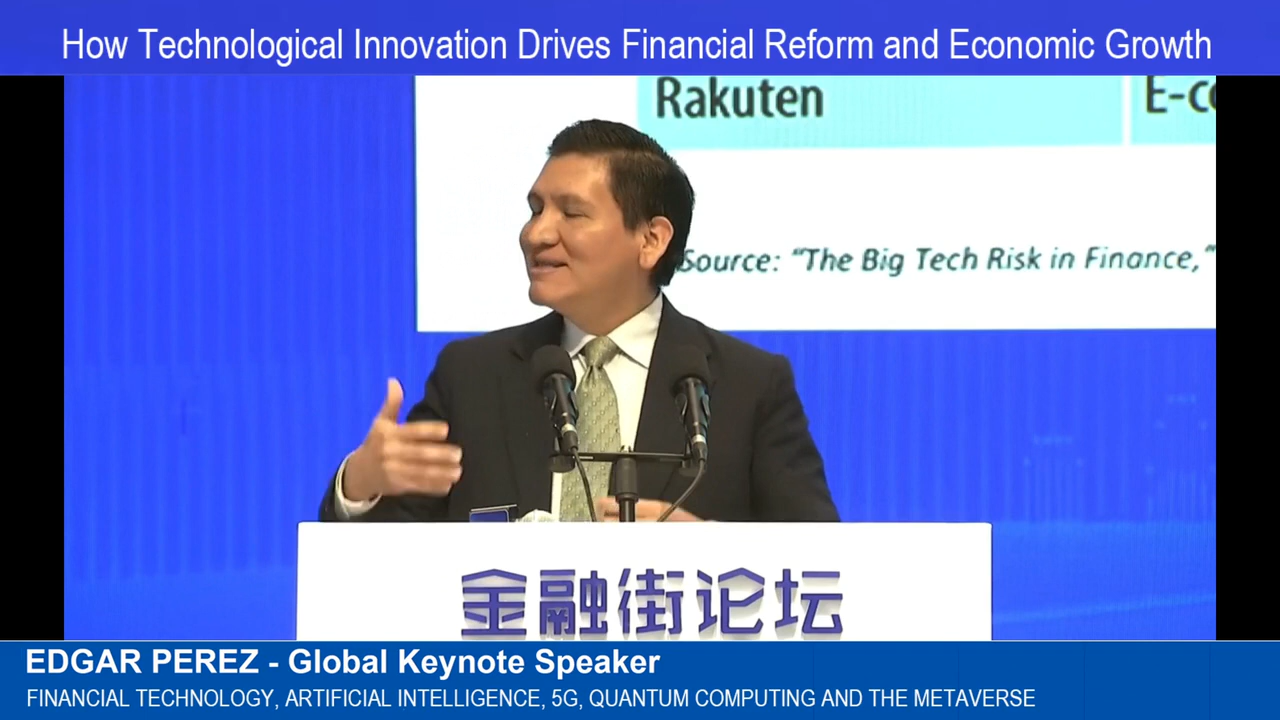 How Technological Innovation Drives Financial Reform and Economic Growth
Rakuten
Source: “The Big Tech Risk in Finance,”
金融街论坛
EDGAR PEREZ - Global Keynote Speaker
FINANCIAL TECHNOLOGY, ARTIFICIAL INTELLIGENCE, 5G, QUANTUM COMPUTING AND THE METAVERSE